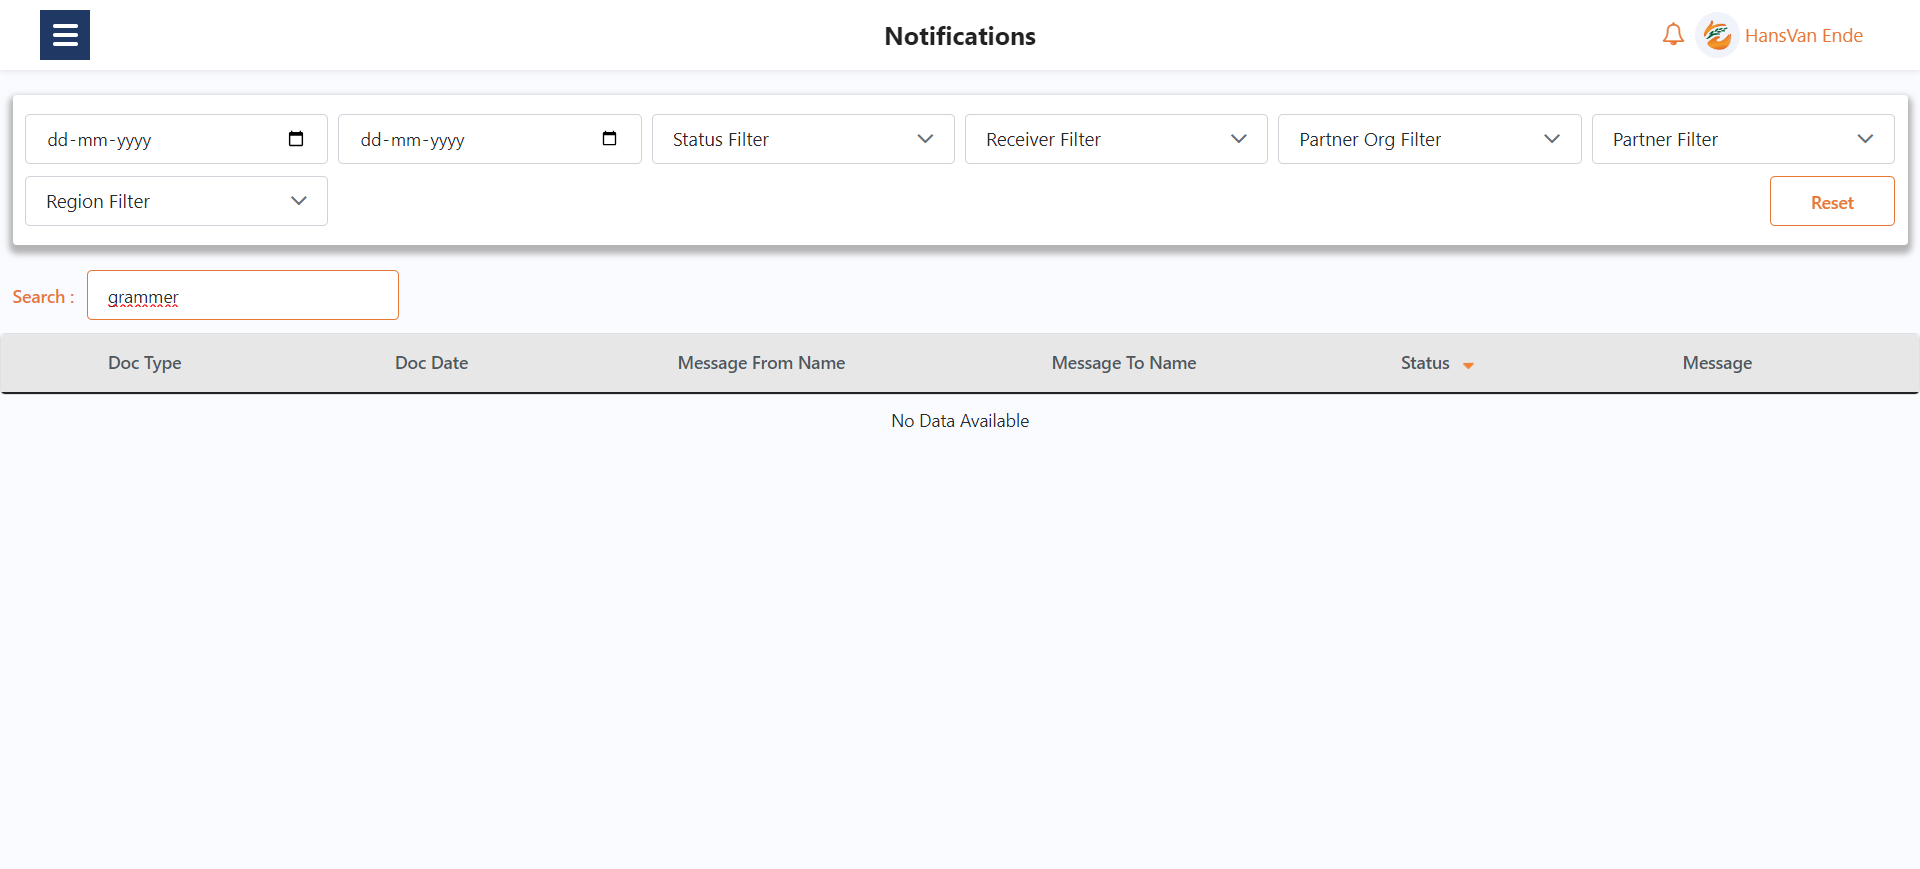 Notifications
HansVan Ende
dd-mm-yyyy dd-mm-yyyy Status Filter Receiver Filter Partner Org Filter Partner Filter
Region Filter Reset
Search : grammer
Doc Type Doc Date Message From Name Message To Name Status Message
No Data Available